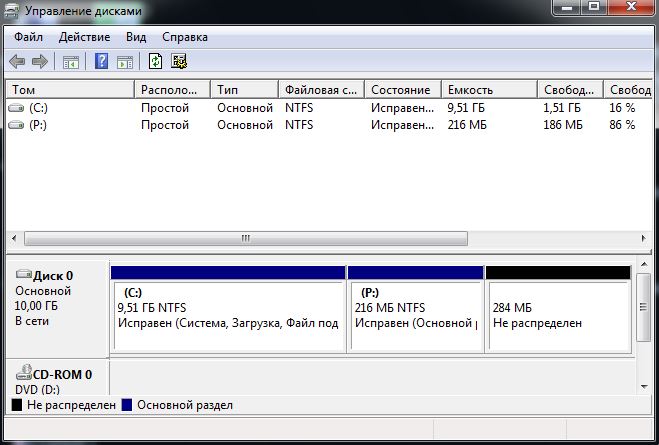 Управление дисками
Файл Действие Вид Справка
Том Располо... Тип Файловая с... Состояние Емкость Свобод... Свобод
(C:) Простой Основной NTFS Исправен... 9,51 ГБ 1,51 ГБ 16 %
(P:) Простой Основной NTFS Исправен... 216 МБ 186 МБ 86 %
Диск 0
Основной
10,00 ГБ
В сети
(C:)
9,51 ГБ NTFS
Исправен (Система, Загрузка, Файл под
(P:)
216 МБ NTFS
Исправен (Основной р
284 МБ
Не распределен
CD-ROM 0
DVD (D:)
Не распределен Основной раздел